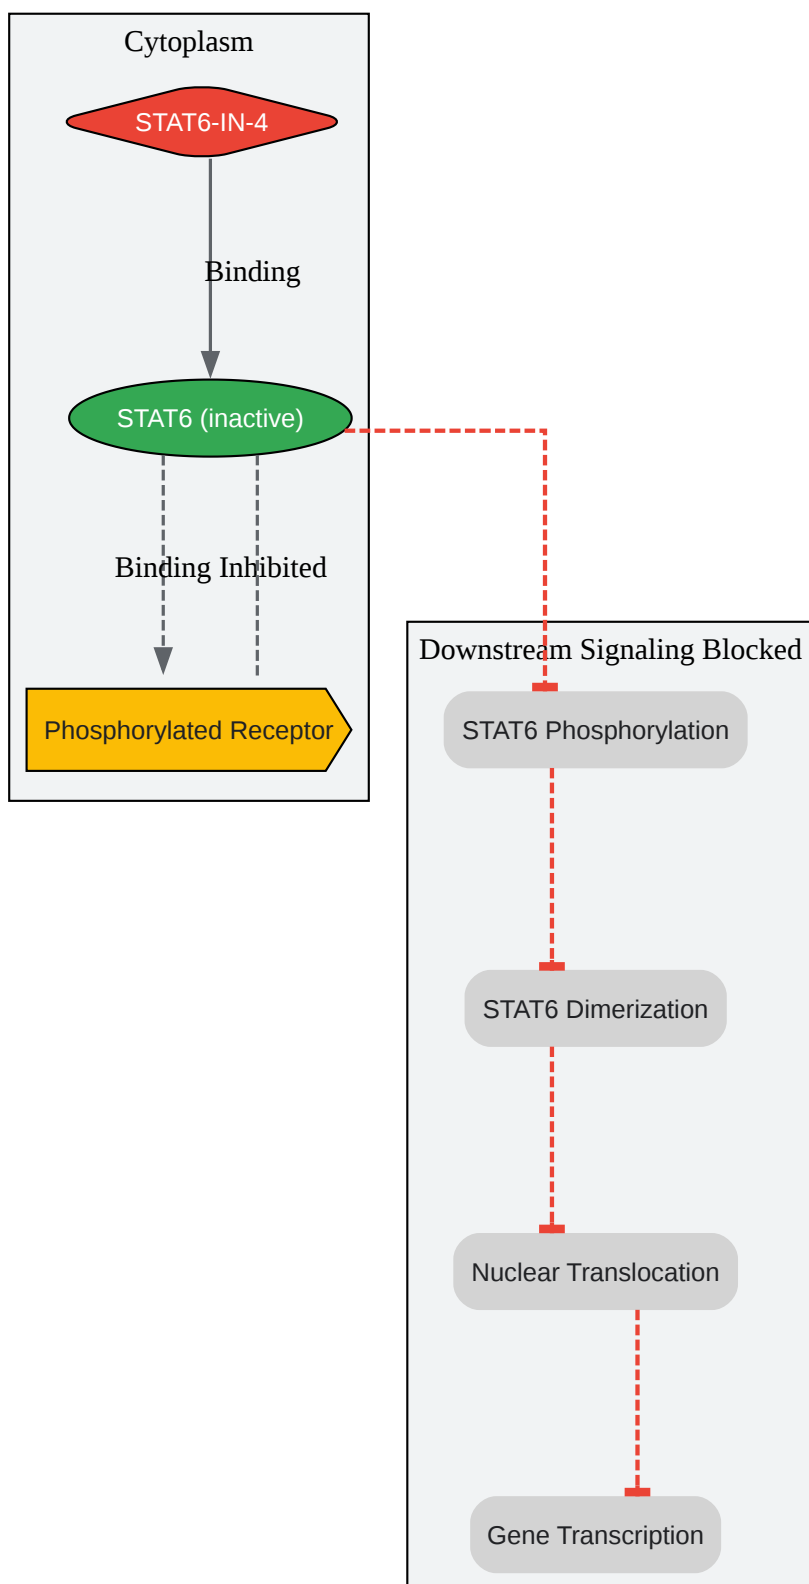 Cytoplasm
STAT6-IN-4
Binding
STAT6 (inactive)
Binding Inhibited
Phosphorylated Receptor
Downstream Signaling Blocked
STAT6 Phosphorylation
STAT6 Dimerization
Nuclear Translocation
Gene Transcription